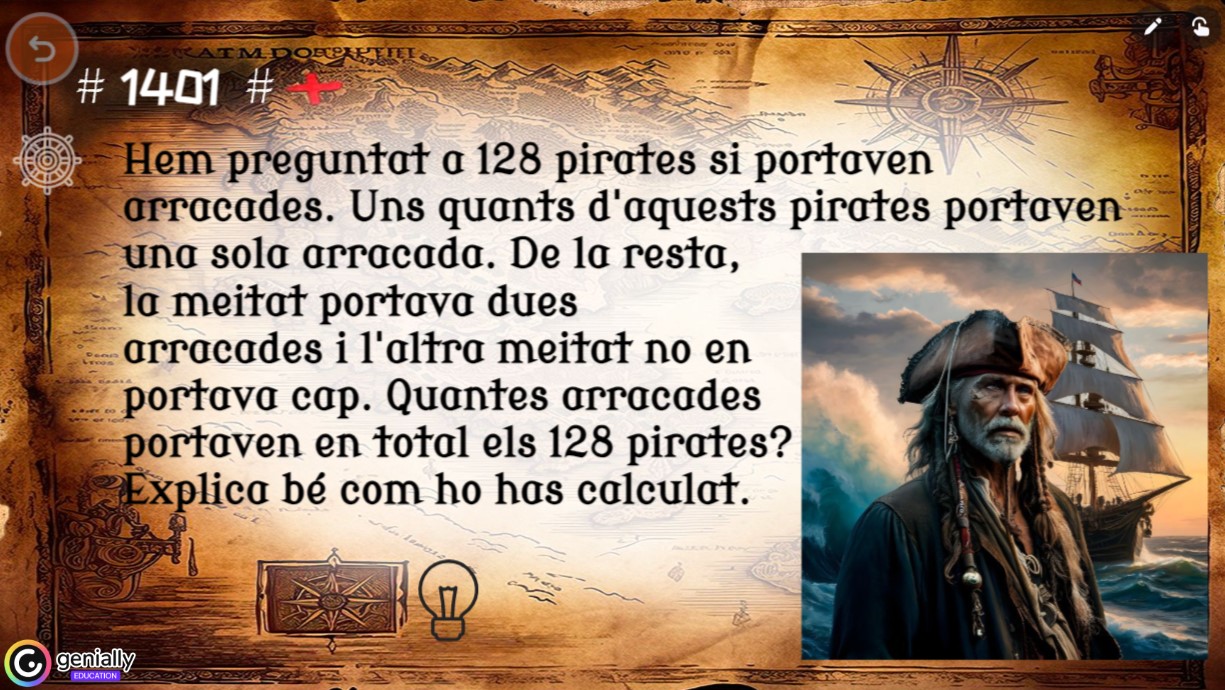 # 1401 #
Hem preguntat a 128 pirates si portaven
arracades. Uns quants d'aquests pirates portaven
una sola arracada. De la resta,
la meitat portava dues
arracades i l'altra meitat no en
portava cap. Quantes arracades
portaven en total els 128 pirates?
Explica bé com ho has calculat.
genially
EDUCATION